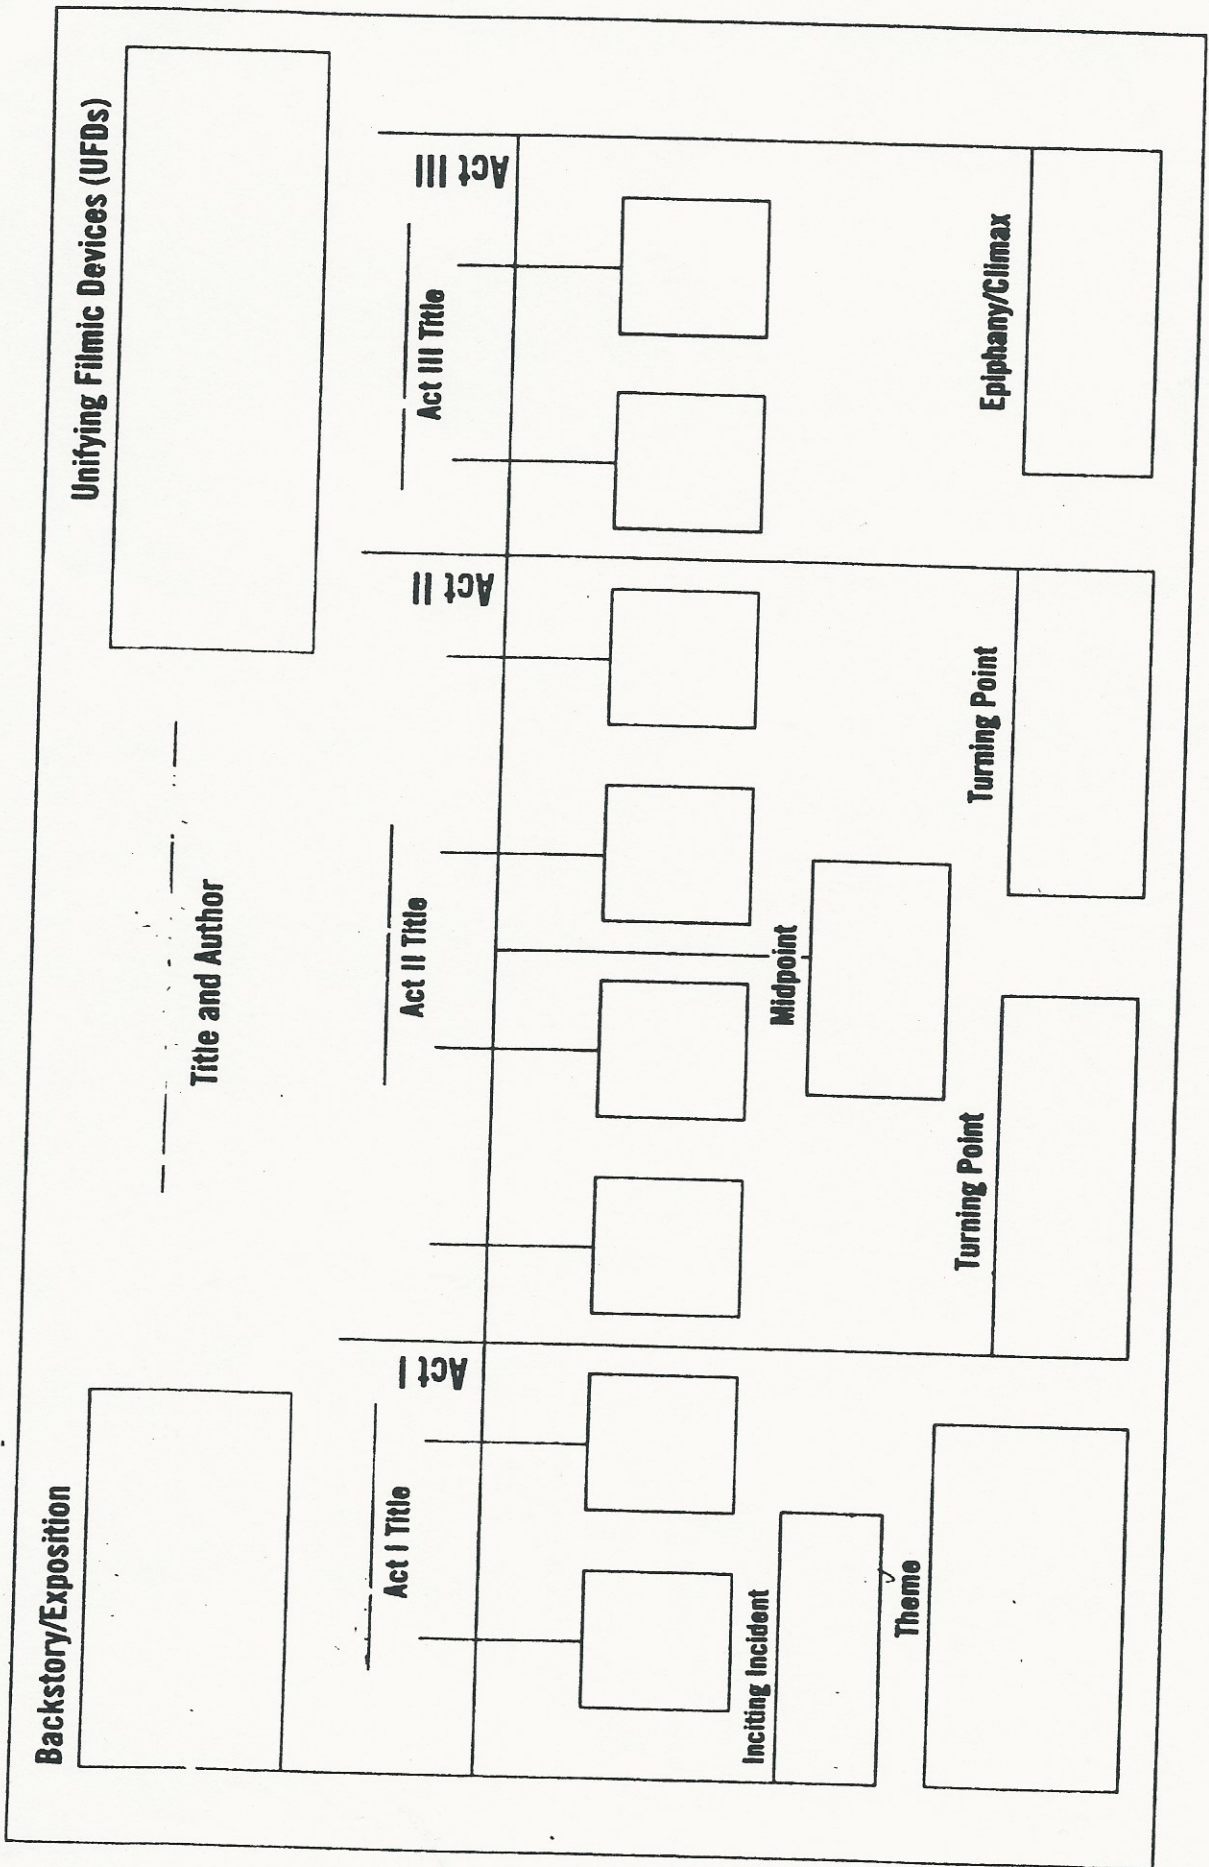 Backstory/Exposition
Title and Author
Unifying Filmic Devices (UFDs)
Act I Title
Act II Title
Act III Title
Act I
Act II
Act III
Inciting Incident
Midpoint
Theme
Turning Point
Turning Point
Epiphany/Climax